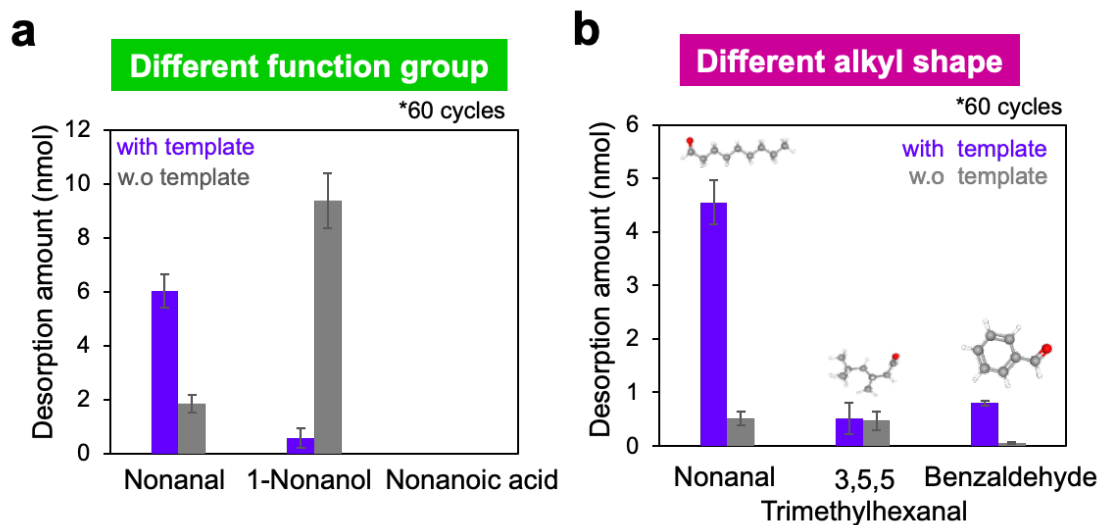 a
Different function group
*60 cycles
with template
w.o template
Desorption amount (nmol)
12
10
8
6
4
2
0
Nonanal
1-Nonanol
Nonanoic acid
b
Different alkyl shape
*60 cycles
with template
w.o template
Desorption amount (nmol)
6
5
4
3
2
1
0
Nonanal
3,5,5
Trimethylhexanal
Benzaldehyde